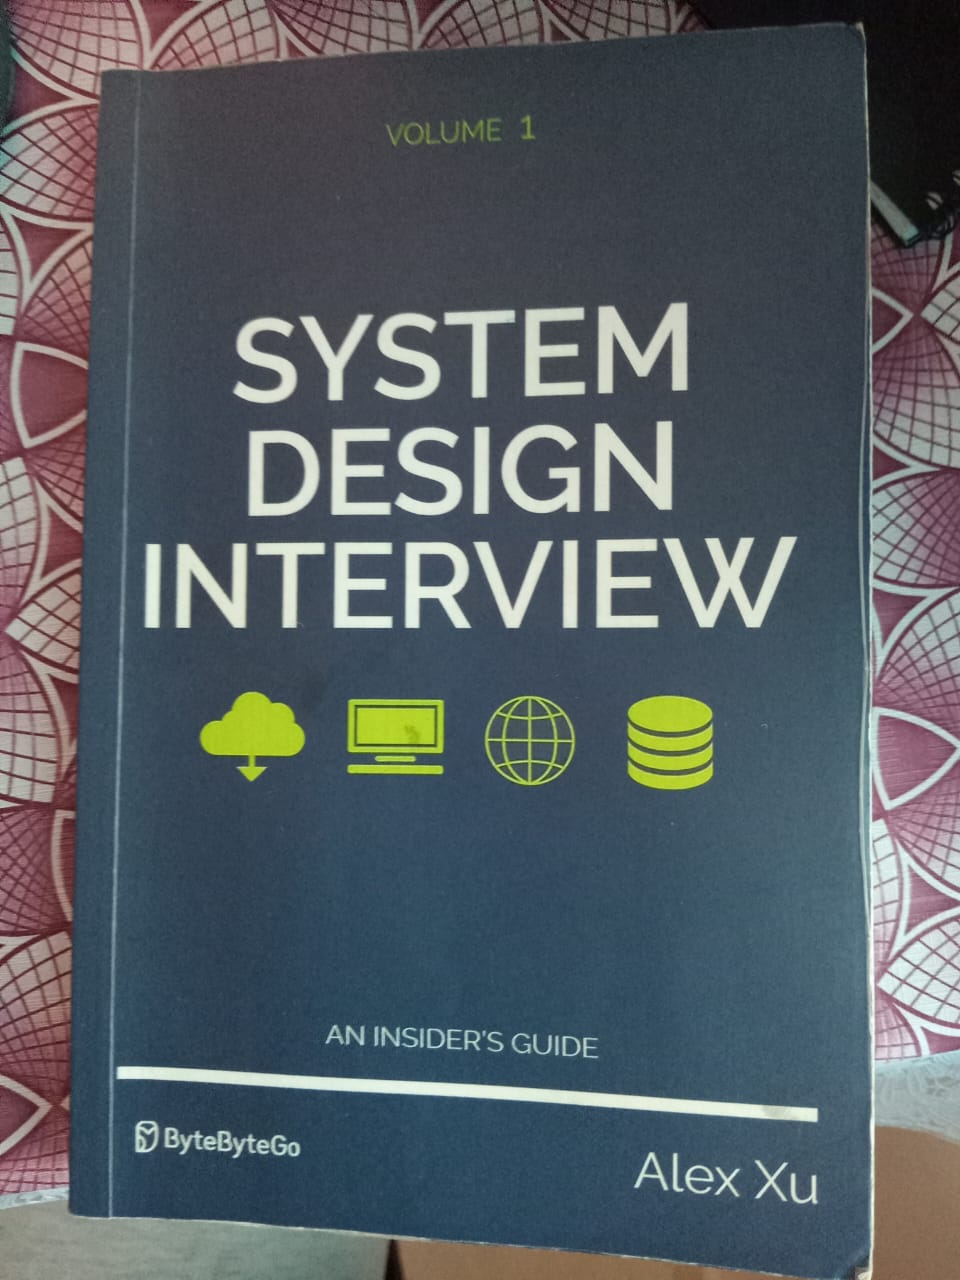 VOLUME 1
SYSTEM
DESIGN
INTERVIEW
AN INSIDER'S GUIDE
ByteByteGo
Alex Xu